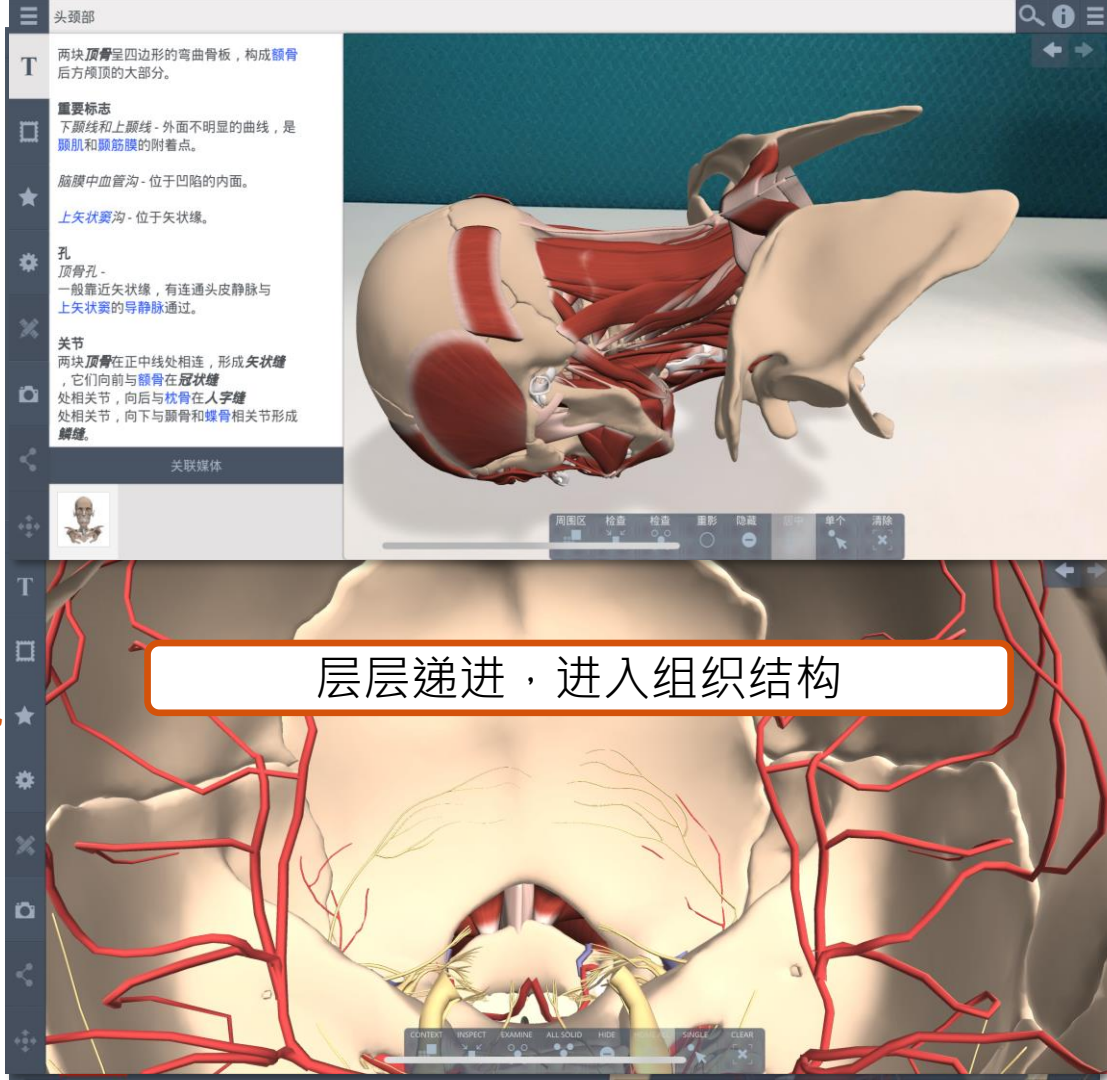 头颈部
T
两块顶骨呈四边形的弯曲骨板，构成额骨
后方颅顶的大部分。
重要标志
下颞线和上颞线 - 外面不明显的曲线，是
颞肌和颞筋膜的附着点。
脑膜中血管沟 - 位于凹陷的内面。
上矢状窦沟 - 位于矢状缘。
孔
顶骨孔 -
一般靠近矢状缘，有连通头皮静脉与
上矢状窦的导静脉通过。
关节
两块顶骨在正中线处相连，形成矢状缝
，它们向前与额骨在冠状缝
处相关节，向后与枕骨在人字缝
处相关节，向下与颞骨和蝶骨相关节形成
鳞缝。
关联媒体
周围区 检查 检查 重影 隐藏 单个 清除
T
层层递进，进入组织结构
CONTEXT INSPECT EXAMINE ALL SOLID HIDE SINGLE CLEAR